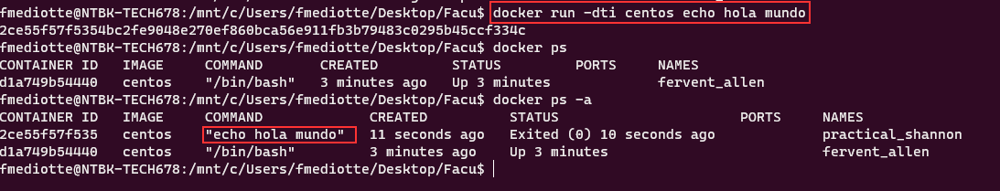 fmediotte@NTBK-TECH678:/mnt/c/Users/fmediotte/Desktop/Facu$ docker run -dti centos echo hola mundo
2ce55f57f5354bc2fe9048e270ef860bca56e911fb3b79483c0295b45ccf334c
fmediotte@NTBK-TECH678:/mnt/c/Users/fmediotte/Desktop/Facu$ docker ps
CONTAINER ID   IMAGE     COMMAND       CREATED         STATUS         PORTS     NAMES
d1a749b54440   centos    "/bin/bash"   3 minutes ago   Up 3 minutes             fervent_allen
fmediotte@NTBK-TECH678:/mnt/c/Users/fmediotte/Desktop/Facu$ docker ps -a
CONTAINER ID   IMAGE     COMMAND             CREATED          STATUS                      PORTS     NAMES
2ce55f57f535   centos    "echo hola mundo"   11 seconds ago   Exited (0) 10 seconds ago             practical_shannon
d1a749b54440   centos    "/bin/bash"         3 minutes ago    Up 3 minutes                          fervent_allen
fmediotte@NTBK-TECH678:/mnt/c/Users/fmediotte/Desktop/Facu$